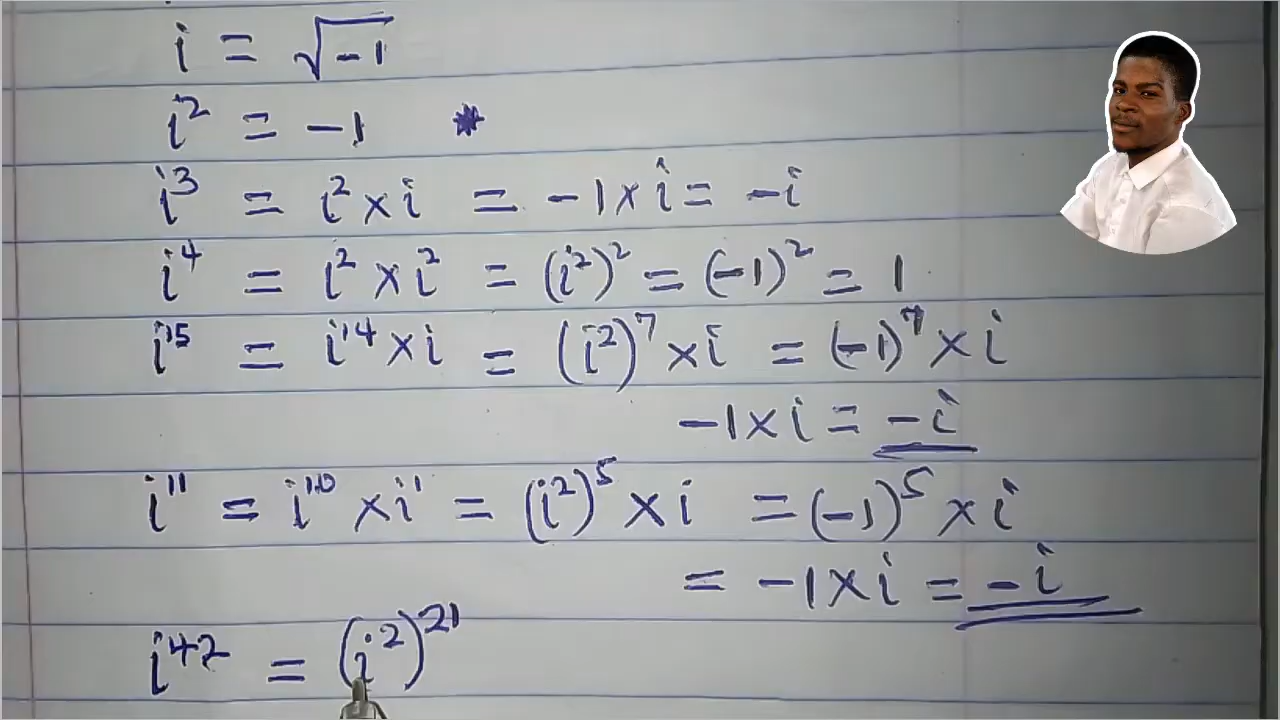 i = √-1
i² = -1 *
i³ = i² × i = -1 × i = -i
i⁴ = i² × i² = (i²)² = (-1)² = 1
i¹⁵ = i¹⁴ × i = (i²)⁷ × i = (-1)⁷ × i
-1 × i = -i
i¹¹ = i¹⁰ × i¹ = (i²)⁵ × i = (-1)⁵ × i
= -1 × i = -i
i⁴² = (i²)²¹